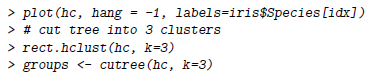 > plot(hc, hang = -1, labels=iris$Species[idx])
> # cut tree into 3 clusters
> rect.hclust(hc, k=3)
> groups <- cutree(hc, k=3)